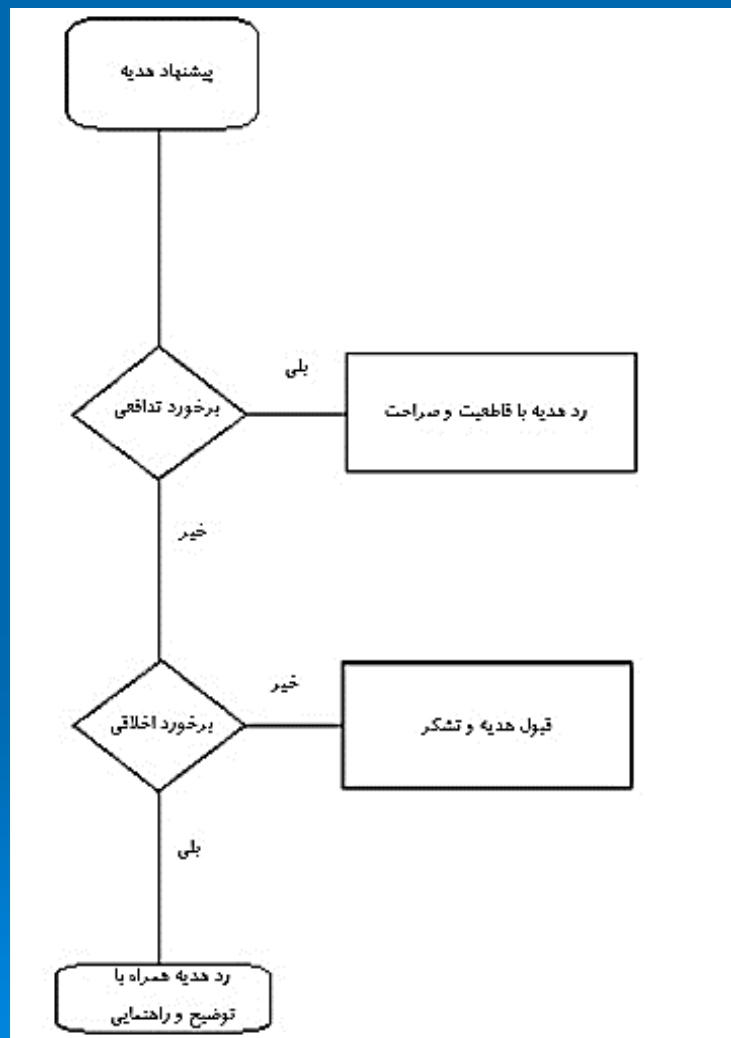 پیشنهاد هدیه
بلی
برخورد تدافعی
رد هدیه با قاطعیت و صراحت
خیر
خیر
برخورد اخلاقی
قبول هدیه و تشکر
بلی
رد هدیه همراه با
توضیح و راهنمایی